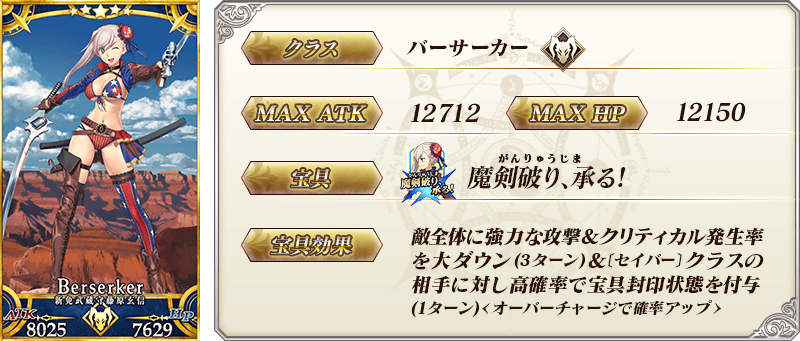 Berserker
新免武蔵守藤原玄信
ATK
HP
8025
7629
クラス
バーサーカー
MAX ATK
12712
MAX HP
12150
宝具
魔剣破り、承る!
がんりゅうじま
魔剣破り、承る!
宝具効果
敵全体に強力な攻撃&クリティカル発生率
を大ダウン(3ターン)&〔セイバー〕クラスの
相手に対し高確率で宝具封印状態を付与
(1ターン)<オーバーチャージで確率アップ>